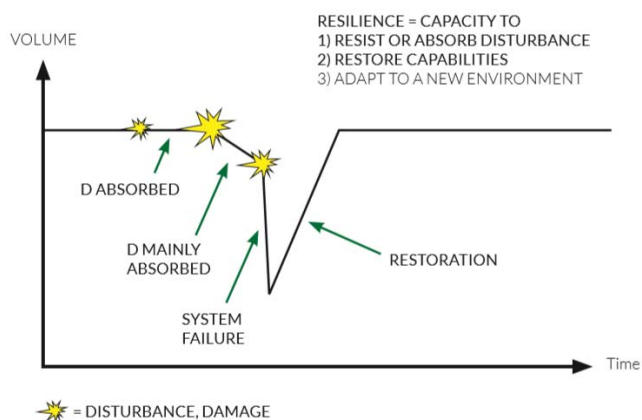 RESILIENCE = CAPACITY TO
1) RESIST OR ABSORB DISTURBANCE
2) RESTORE CAPABILITIES
3) ADAPT TO A NEW ENVIRONMENT
VOLUME
D ABSORBED
D MAINLY
ABSORBED
RESTORATION
SYSTEM
FAILURE
Time
= DISTURBANCE, DAMAGE